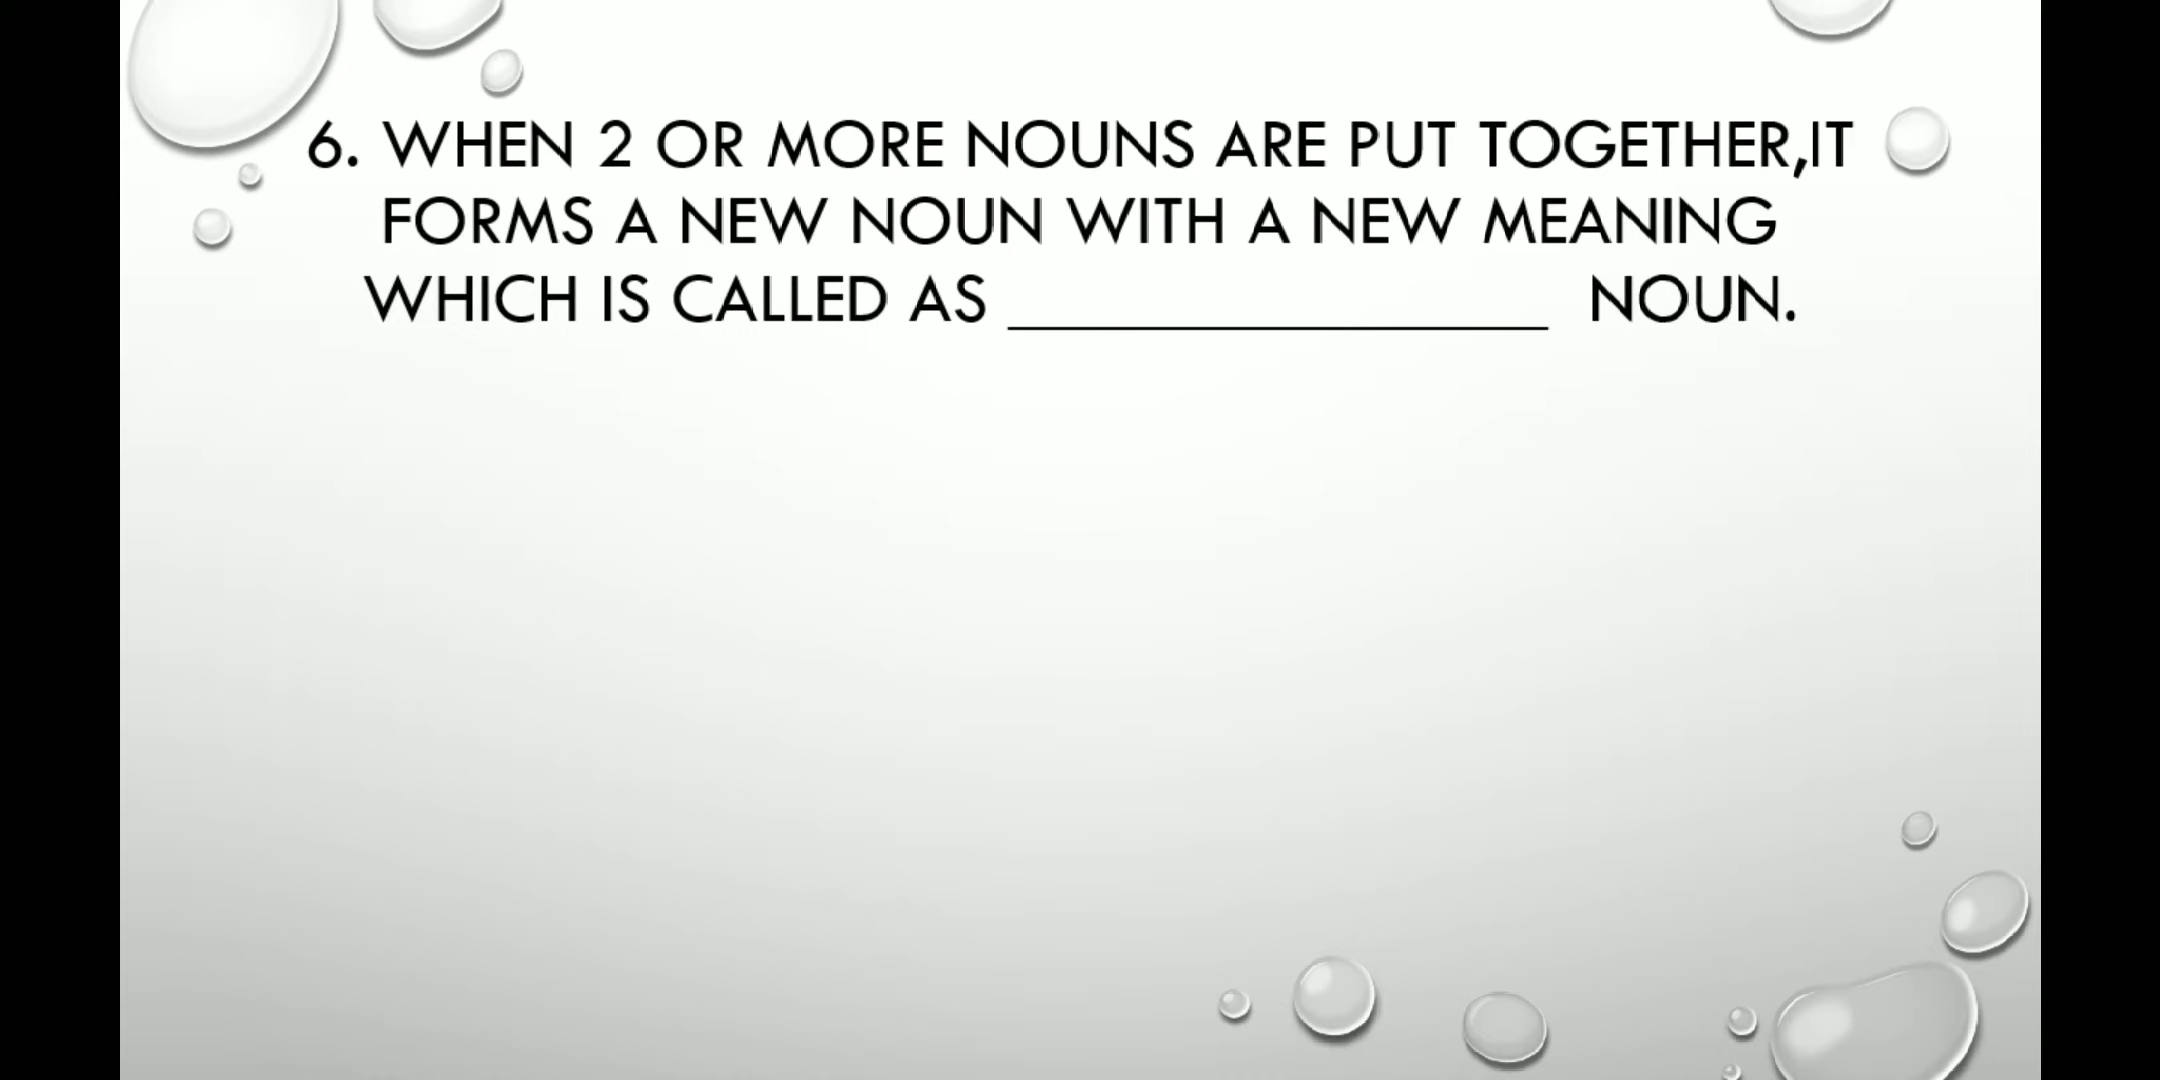 6. WHEN 2 OR MORE NOUNS ARE PUT TOGETHER,IT
FORMS A NEW NOUN WITH A NEW MEANING
WHICH IS CALLED AS ____________________ NOUN.